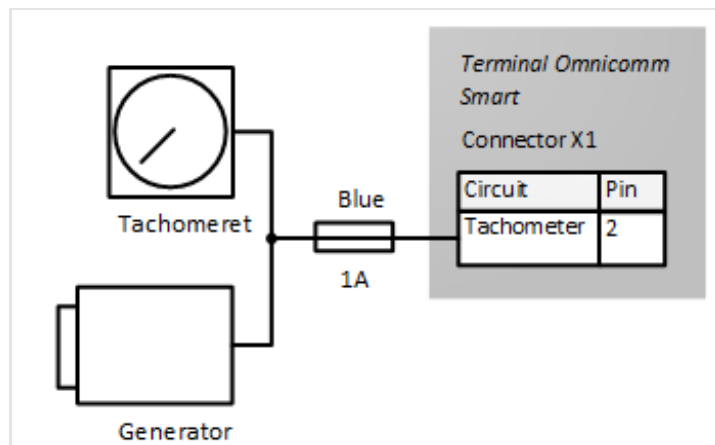 Terminal Omnicomm
Smart
Connector X1
Circuit Pin
Tachometer 2
Blue
1A
Tachomeret
Generator